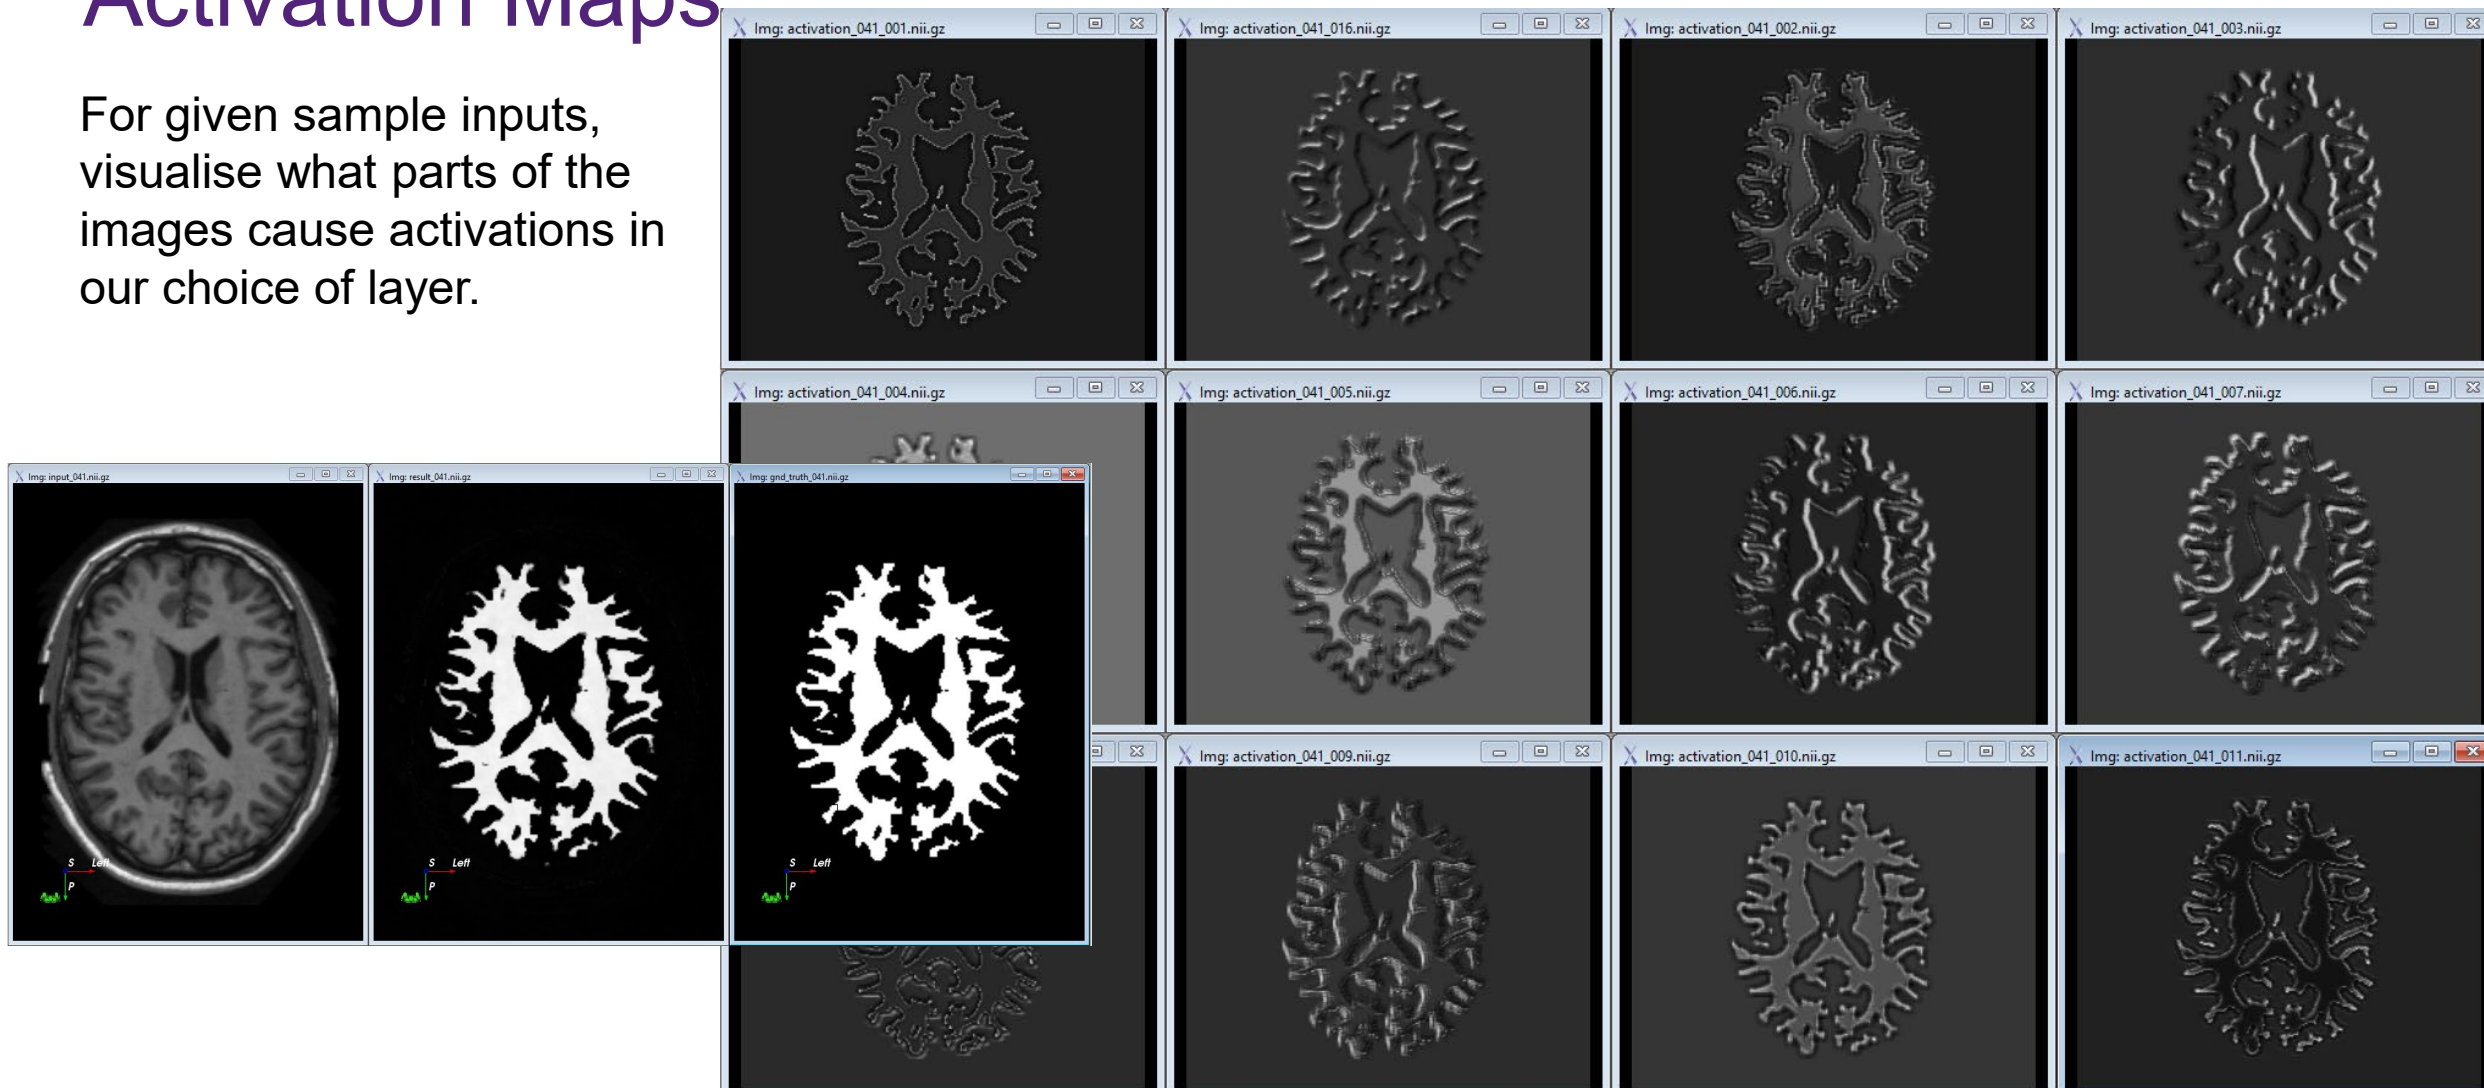 Activation Maps
For given sample inputs,
visualise what parts of the
images cause activations in
our choice of layer.
Img: activation_041_001.nii.gz
Img: activation_041_016.nii.gz
Img: activation_041_002.nii.gz
Img: activation_041_003.nii.gz
Img: activation_041_004.nii.gz
Img: activation_041_005.nii.gz
Img: activation_041_006.nii.gz
Img: activation_041_007.nii.gz
Img: input_041.nii.gz
Img: result_041.nii.gz
Img: gnd_truth_041.nii.gz
Img: activation_041_009.nii.gz
Img: activation_041_010.nii.gz
Img: activation_041_011.nii.gz
S Left
P
S Left
P
S Left
P